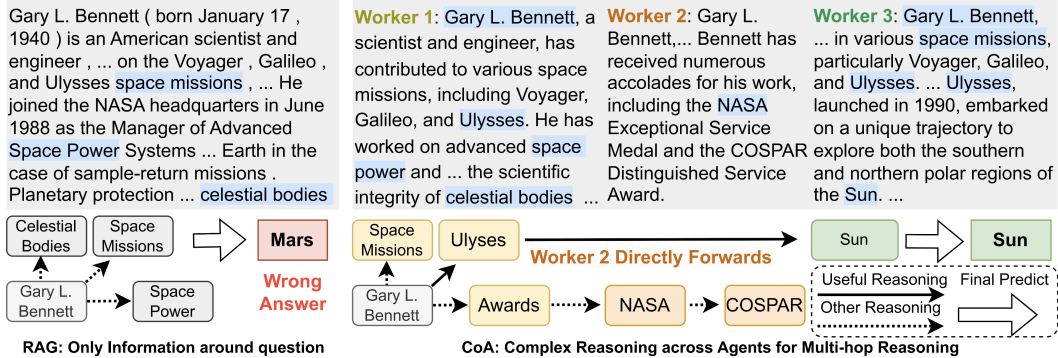 Gary L. Bennett ( born January 17 ,
1940 ) is an American scientist and
engineer , ... on the Voyager , Galileo ,
and Ulysses space missions , ... He
joined the NASA headquarters in June
1988 as the Manager of Advanced
Space Power Systems ... Earth in the
case of sample-return missions .
Planetary protection ... celestial bodies
Celestial
Bodies
Space
Missions
Mars
Wrong
Answer
Gary L.
Bennett
Space
Power
RAG: Only Information around question
Worker 1: Gary L. Bennett, a
scientist and engineer, has
contributed to various space
missions, including Voyager,
Galileo, and Ulysses. He has
worked on advanced space
power and ... the scientific
integrity of celestial bodies ...
Worker 2: Gary L.
Bennett,... Bennett has
received numerous
accolades for his work,
including the NASA
Exceptional Service
Medal and the COSPAR
Distinguished Service
Award.
Worker 3: Gary L. Bennett,
... in various space missions,
particularly Voyager, Galileo,
and Ulysses. ... Ulysses,
launched in 1990, embarked
on a unique trajectory to
explore both the southern
and northern polar regions of
the Sun. ...
Space
Missions
Ulyses
Worker 2 Directly Forwards
Sun
Sun
Gary L.
Bennett
Awards
NASA
COSPAR
Useful Reasoning
Other Reasoning
Final Predict
CoA: Complex Reasoning across Agents for Multi-hop Reasoning